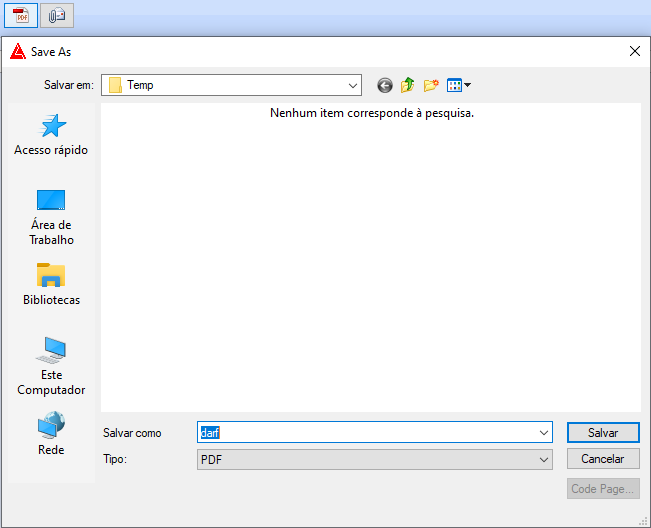 PDF
Save As
Salvar em:
Temp
Nenhum item corresponde à pesquisa.
Acesso rápido
Área de
Trabalho
Bibliotecas
Este
Computador
Rede
Salvar como
darf
Salvar
Tipo:
PDF
Cancelar
Code Page...